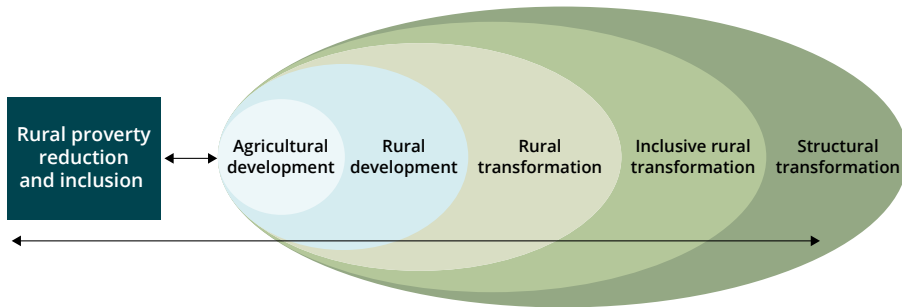 Rural proverty
reduction
and inclusion
Agricultural
development
Rural
development
Rural
transformation
Inclusive rural
transformation
Structural
transformation